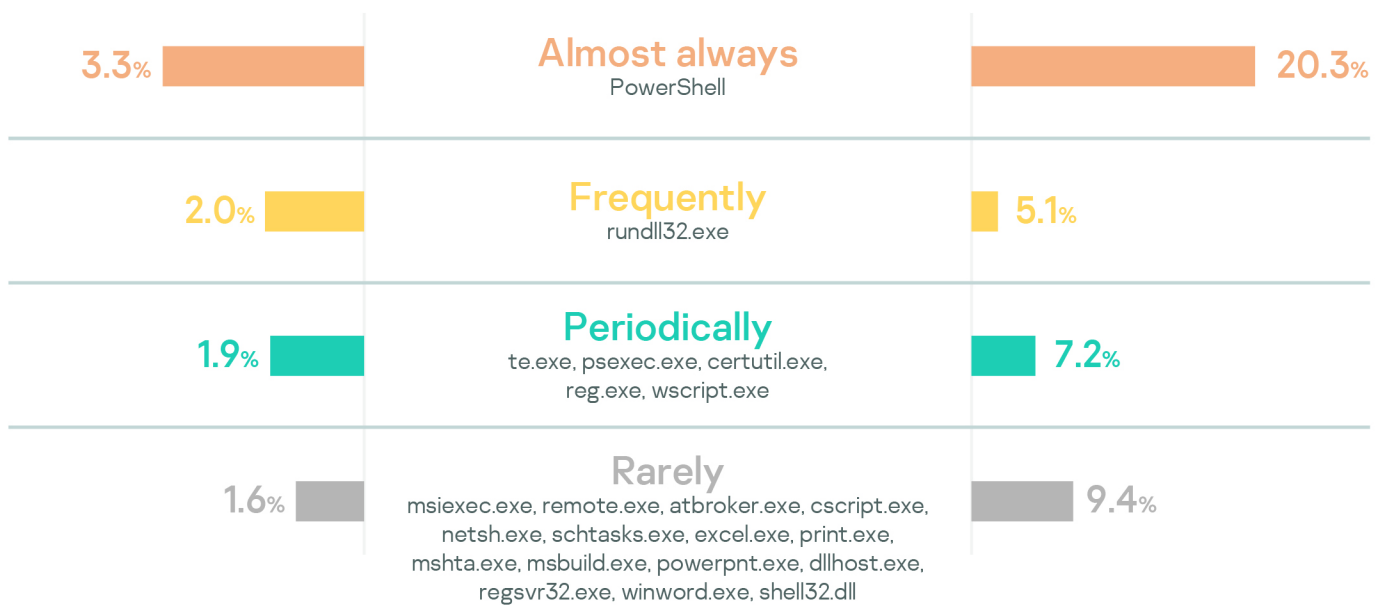 Almost always
3.3%
PowerShell
20.3%
Frequently
2.0%
rundll32.exe
5.1%
Periodically
1.9%
te.exe, psexec.exe, certutil.exe,
reg.exe, wscript.exe
7.2%
Rarely
1.6%
msiexec.exe, remote.exe, atbroker.exe, cscript.exe,
netsh.exe, schtasks.exe, excel.exe, print.exe,
mshta.exe, msbuild.exe, powerpnt.exe, dllhost.exe,
regsvr32.exe, winword.exe, shell32.dll
9.4%